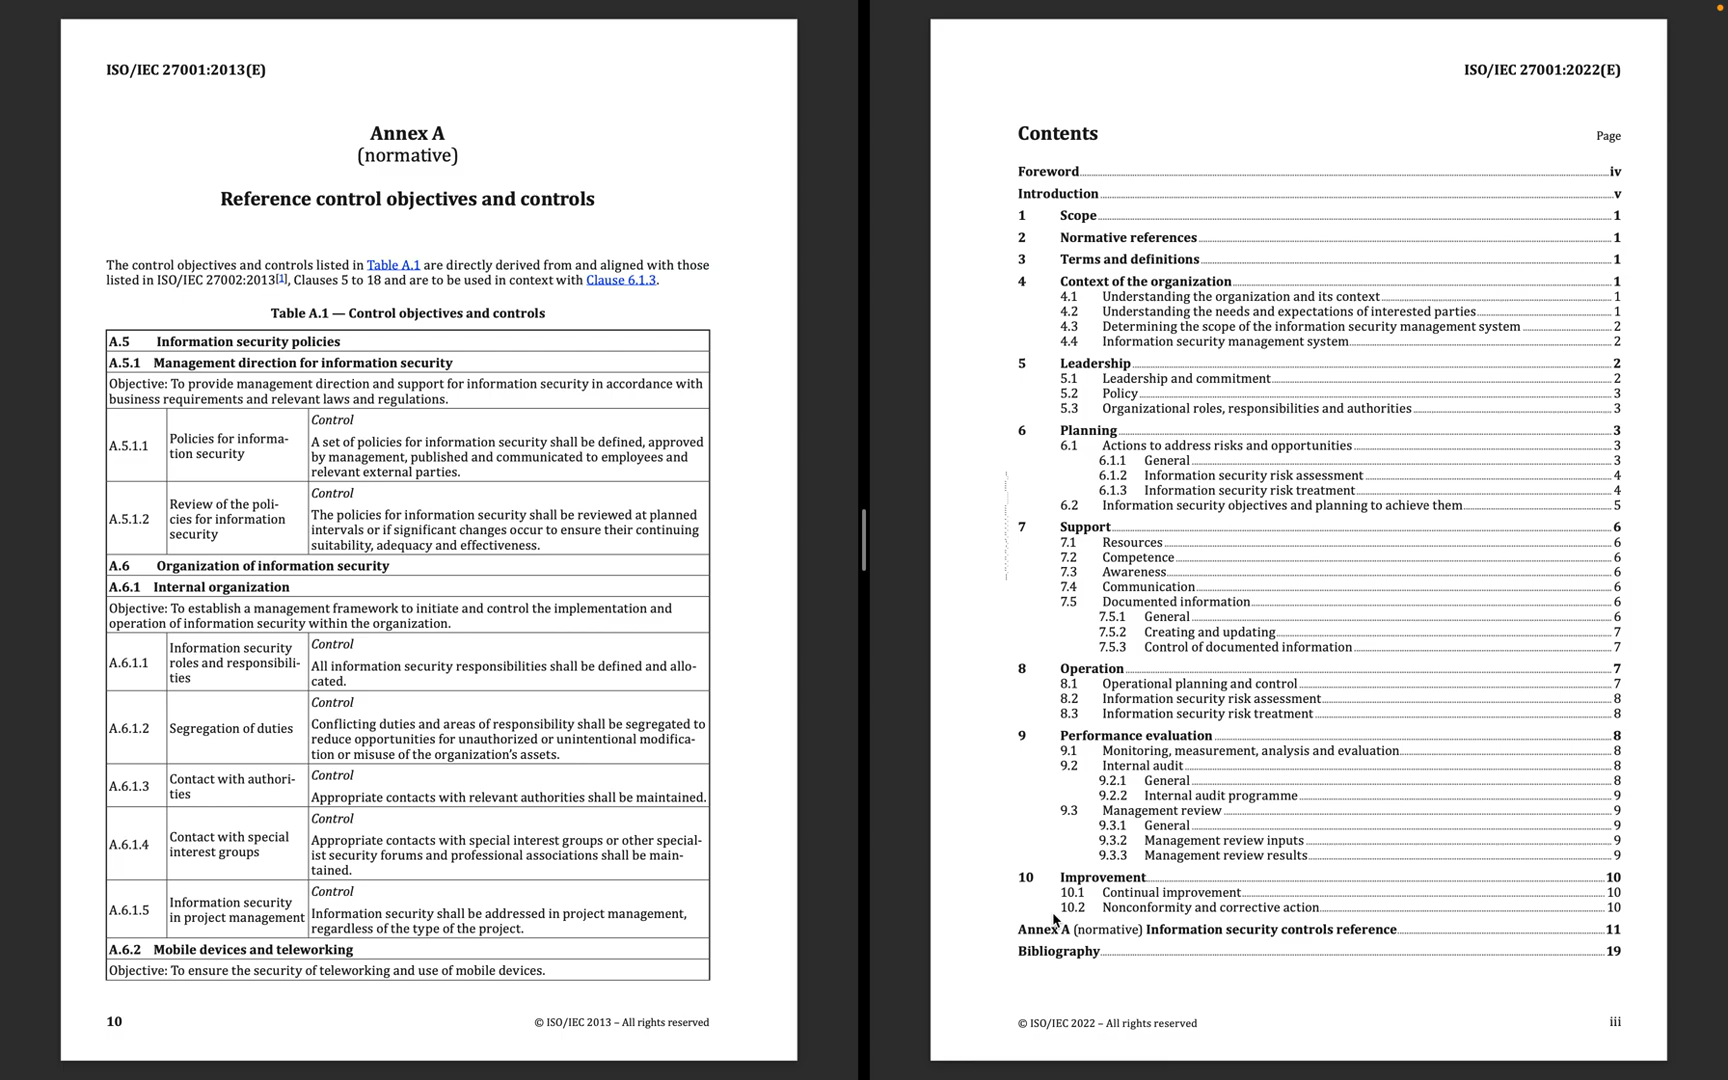 ISO/IEC 27001:2013(E)
Annex A
(normative)
Reference control objectives and controls
The control objectives and controls listed in Table A.1 are directly derived from and aligned with those
listed in ISO/IEC 27002:2013[1], Clauses 5 to 18 and are to be used in context with Clause 6.1.3.
Table A.1 — Control objectives and controls
A.5 Information security policies
A.5.1 Management direction for information security
Objective: To provide management direction and support for information security in accordance with
business requirements and relevant laws and regulations.
A.5.1.1
Policies for informa-
tion security
Control
A set of policies for information security shall be defined, approved
by management, published and communicated to employees and
relevant external parties.
A.5.1.2
Review of the poli-
cies for information
security
Control
The policies for information security shall be reviewed at planned
intervals or if significant changes occur to ensure their continuing
suitability, adequacy and effectiveness.
A.6 Organization of information security
A.6.1 Internal organization
Objective: To establish a management framework to initiate and control the implementation and
operation of information security within the organization.
A.6.1.1
Information security
roles and responsibili-
ties
Control
All information security responsibilities shall be defined and allo-
cated.
A.6.1.2
Segregation of duties
Control
Conflicting duties and areas of responsibility shall be segregated to
reduce opportunities for unauthorized or unintentional modifica-
tion or misuse of the organization's assets.
A.6.1.3
Contact with authori-
ties
Control
Appropriate contacts with relevant authorities shall be maintained.
A.6.1.4
Contact with special
interest groups
Control
Appropriate contacts with special interest groups or other special-
ist security forums and professional associations shall be main-
tained.
A.6.1.5
Information security
in project management
Control
Information security shall be addressed in project management,
regardless of the type of the project.
A.6.2 Mobile devices and teleworking
Objective: To ensure the security of teleworking and use of mobile devices.
10 © ISO/IEC 2013 – All rights reserved
ISO/IEC 27001:2022(E)
Contents Page
Foreword iv
Introduction v
1 Scope 1
2 Normative references 1
3 Terms and definitions 1
4 Context of the organization 1
4.1 Understanding the organization and its context 1
4.2 Understanding the needs and expectations of interested parties 1
4.3 Determining the scope of the information security management system 2
4.4 Information security management system 2
5 Leadership 2
5.1 Leadership and commitment 2
5.2 Policy 3
5.3 Organizational roles, responsibilities and authorities 3
6 Planning 3
6.1 Actions to address risks and opportunities 3
6.1.1 General 3
6.1.2 Information security risk assessment 4
6.1.3 Information security risk treatment 4
6.2 Information security objectives and planning to achieve them 5
7 Support 6
7.1 Resources 6
7.2 Competence 6
7.3 Awareness 6
7.4 Communication 6
7.5 Documented information 6
7.5.1 General 6
7.5.2 Creating and updating 7
7.5.3 Control of documented information 7
8 Operation 7
8.1 Operational planning and control 7
8.2 Information security risk assessment 8
8.3 Information security risk treatment 8
9 Performance evaluation 8
9.1 Monitoring, measurement, analysis and evaluation 8
9.2 Internal audit 8
9.2.1 General 8
9.2.2 Internal audit programme 9
9.3 Management review 9
9.3.1 General 9
9.3.2 Management review inputs 9
9.3.3 Management review results 9
10 Improvement 10
10.1 Continual improvement 10
10.2 Nonconformity and corrective action 10
Annex A (normative) Information security controls reference 11
Bibliography 19
© ISO/IEC 2022 – All rights reserved iii